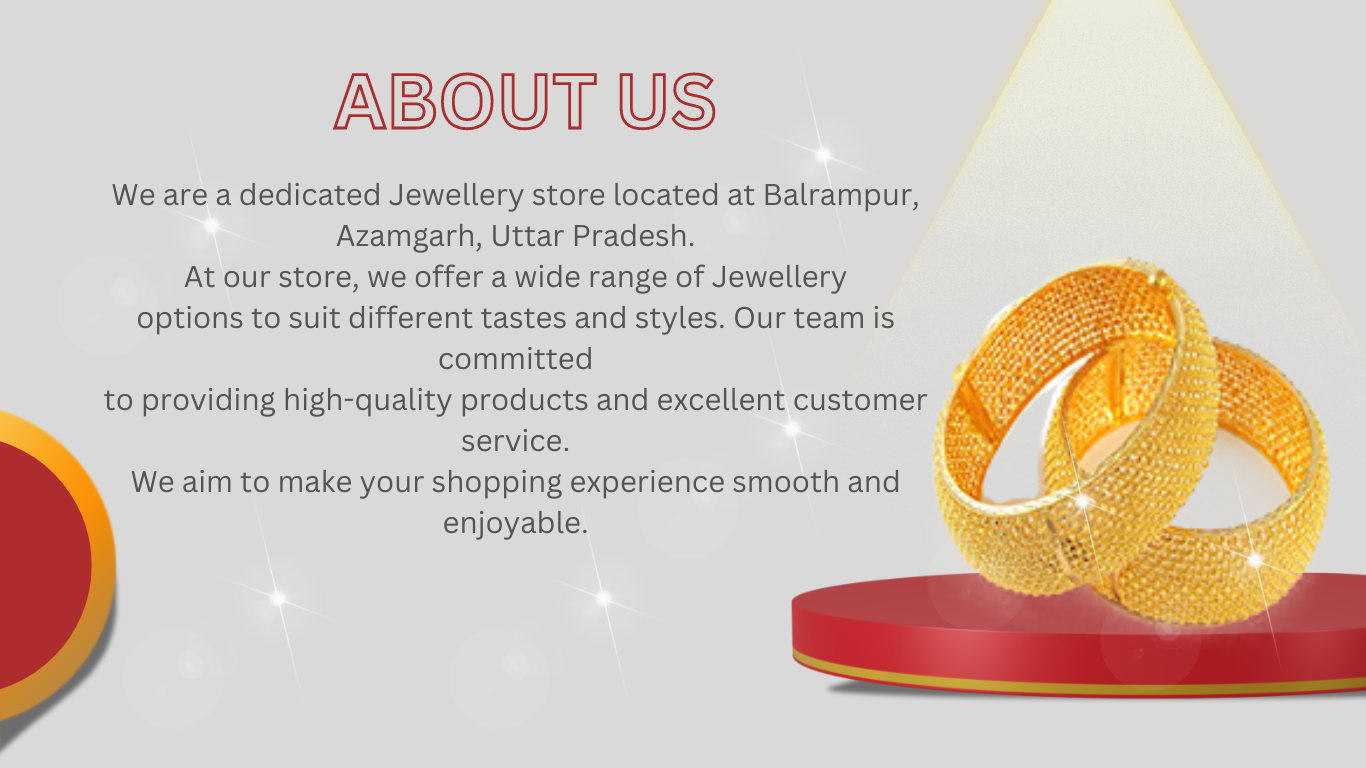 ABOUT US
We are a dedicated Jewellery store located at Balrampur,
Azamgarh, Uttar Pradesh.
At our store, we offer a wide range of Jewellery
options to suit different tastes and styles. Our team is
committed
to providing high-quality products and excellent customer
service.
We aim to make your shopping experience smooth and
enjoyable.